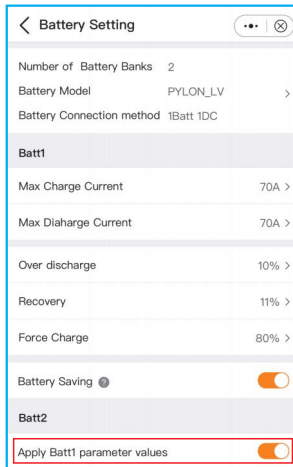 Battery Setting
Number of Battery Banks 2
Battery Model PYLON_LV
Battery Connection method 1Batt 1DC
Batt1
Max Charge Current 70A
Max Diaharge Current 70A
Over discharge 10%
Recovery 11%
Force Charge 80%
Battery Saving ?
Batt2
Apply Batt1 parameter values